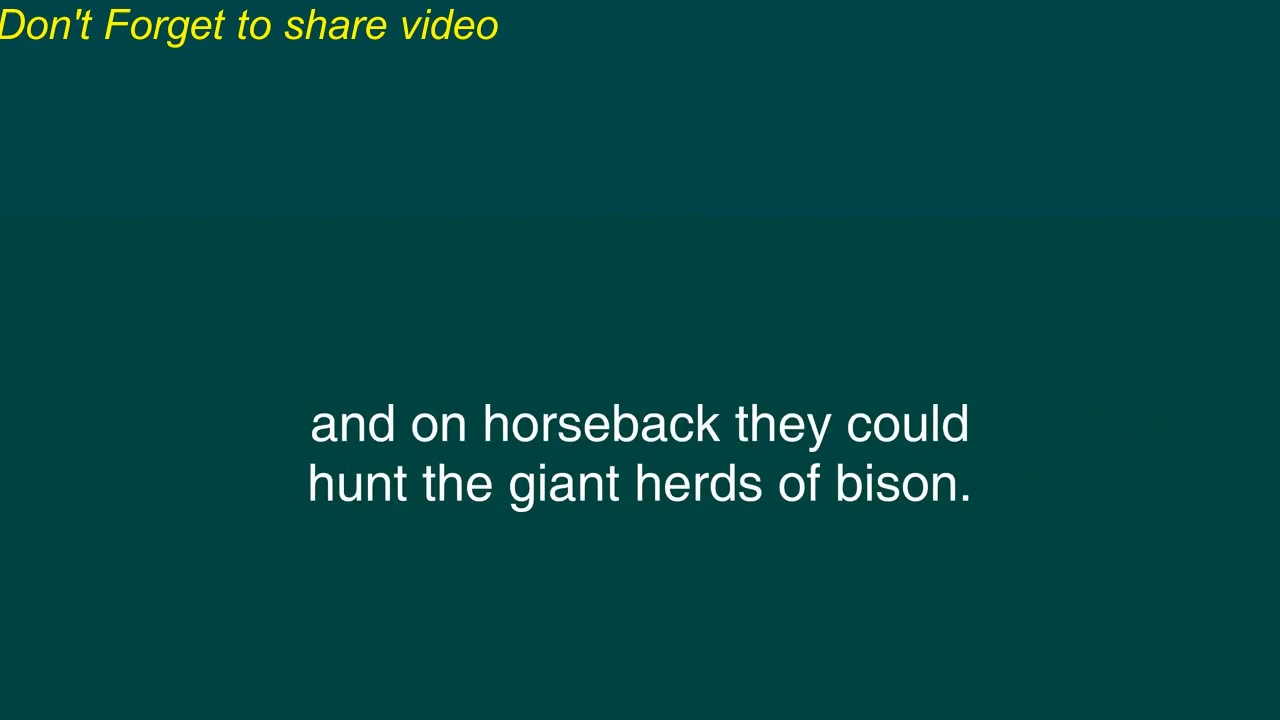 Don't Forget to share video
and on horseback they could
hunt the giant herds of bison.